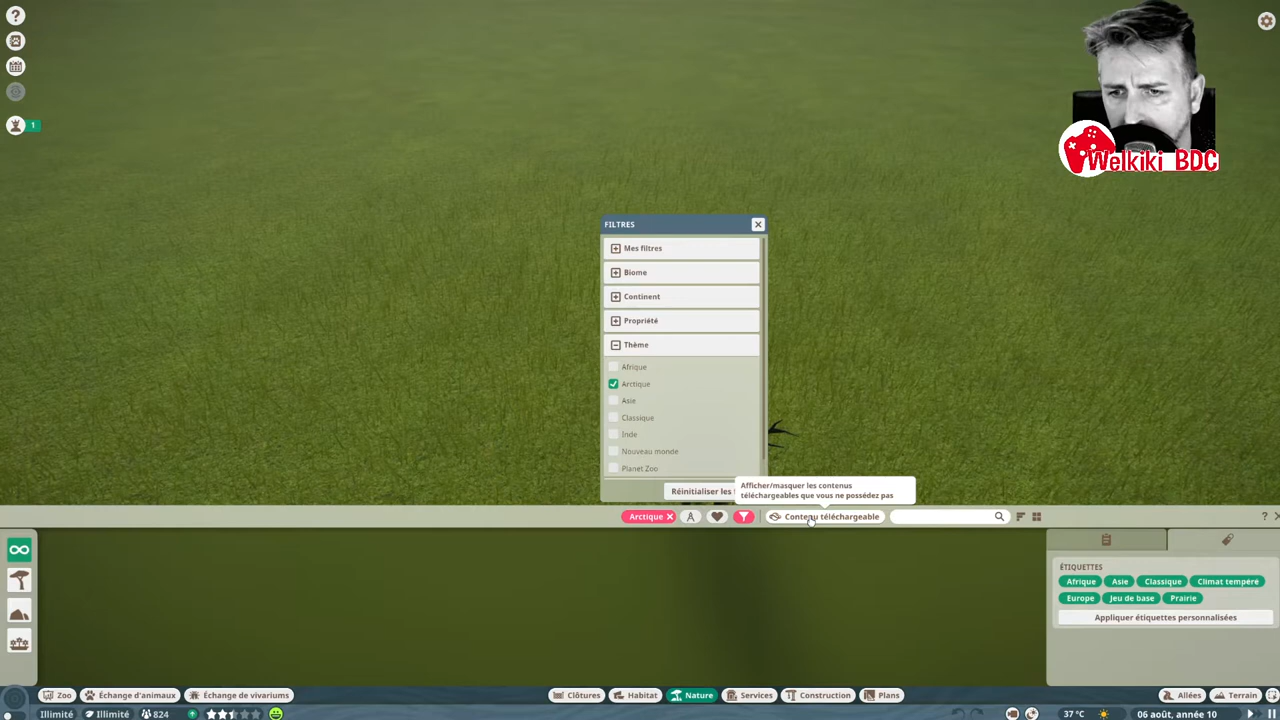 ?
1
Welkiki BDC
FILTRES
Mes filtres
Biome
Continent
Propriété
Thème
Afrique
Arctique
Asie
Classique
Inde
Nouveau monde
Planet Zoo
Réinitialiser les
Afficher/masquer les contenus
téléchargeables que vous ne possédez pas
Arctique
Contenu téléchargeable
?
ÉTIQUETTES
Afrique Asie Classique Climat tempéré
Europe Jeu de base Prairie
Appliquer étiquettes personnalisées
Zoo Échange d'animaux Échange de vivariums Clôtures Habitat Nature Services Construction Plans Allées Terrain
Illimité Illimité 824 37 °C 06 août, année 10